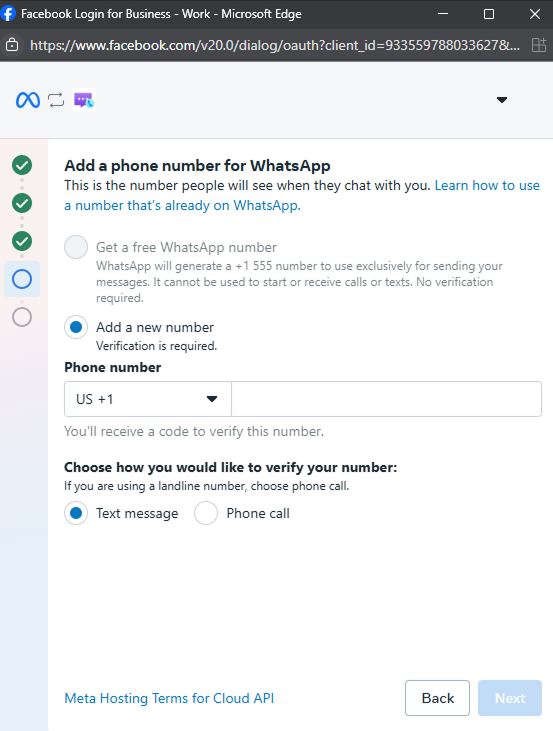 Facebook Login for Business - Work - Microsoft Edge
https://www.facebook.com/v20.0/dialog/oauth?client_id=933559788033627&...
Add a phone number for WhatsApp
This is the number people will see when they chat with you. Learn how to use
a number that's already on WhatsApp.
Get a free WhatsApp number
WhatsApp will generate a +1 555 number to use exclusively for sending your
messages. It cannot be used to start or receive calls or texts. No verification
required.
Add a new number
Verification is required.
Phone number
US +1
You'll receive a code to verify this number.
Choose how you would like to verify your number:
If you are using a landline number, choose phone call.
Text message
Phone call
Meta Hosting Terms for Cloud API
Back
Next